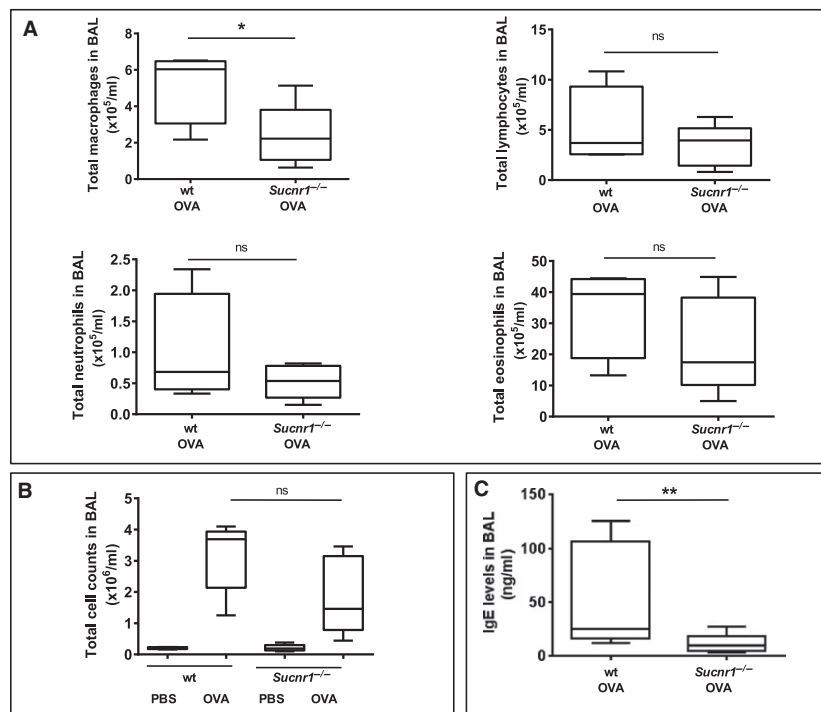 A
Total macrophages in BAL
(x10⁵/ml)
8
6
4
2
0
*
wt
OVA
Sucnr1⁻/⁻
OVA
Total lymphocytes in BAL
(x10⁵/ml)
15
10
5
0
ns
wt
OVA
Sucnr1⁻/⁻
OVA
Total neutrophils in BAL
(x10⁵/ml)
2.5
2.0
1.5
1.0
0.5
0.0
ns
wt
OVA
Sucnr1⁻/⁻
OVA
Total eosinophils in BAL
(x10⁵/ml)
50
40
30
20
10
0
ns
wt
OVA
Sucnr1⁻/⁻
OVA
B
Total cell counts in BAL
(x10⁶/ml)
5
4
3
2
1
0
ns
wt
Sucnr1⁻/⁻
PBS OVA PBS OVA
C
IgE levels in BAL
(ng/ml)
150
100
50
0
**
wt
OVA
Sucnr1⁻/⁻
OVA